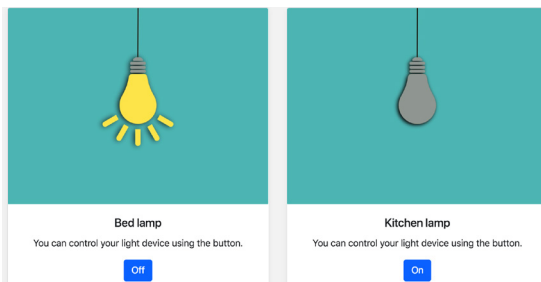 Bed lamp
You can control your light device using the button.
Off
Kitchen lamp
You can control your light device using the button.
On